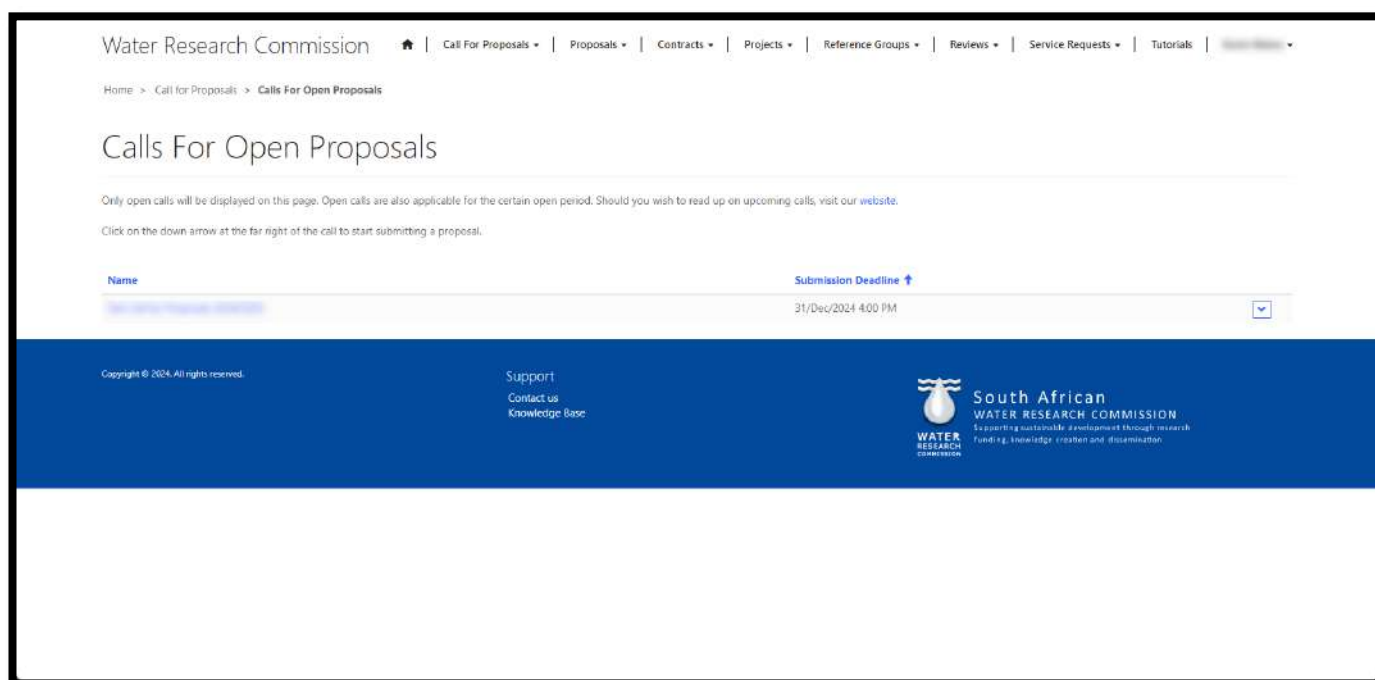 Water Research Commission | Call For Proposals | Proposals | Contracts | Projects | Reference Groups | Reviews | Service Requests | Tutorials |
Home > Call for Proposals > Calls For Open Proposals
Calls For Open Proposals
Only open calls will be displayed on this page. Open calls are also applicable for the certain open period. Should you wish to read up on upcoming calls, visit our website.
Click on the down arrow at the far right of the call to start submitting a proposal.
Name Submission Deadline
31/Dec/2024 4:00 PM
Copyright © 2024. All rights reserved.
Support
Contact us
Knowledge Base
WATER
RESEARCH
COMMISSION
South African
WATER RESEARCH COMMISSION
Supporting sustainable development through research
funding, knowledge creation and dissemination